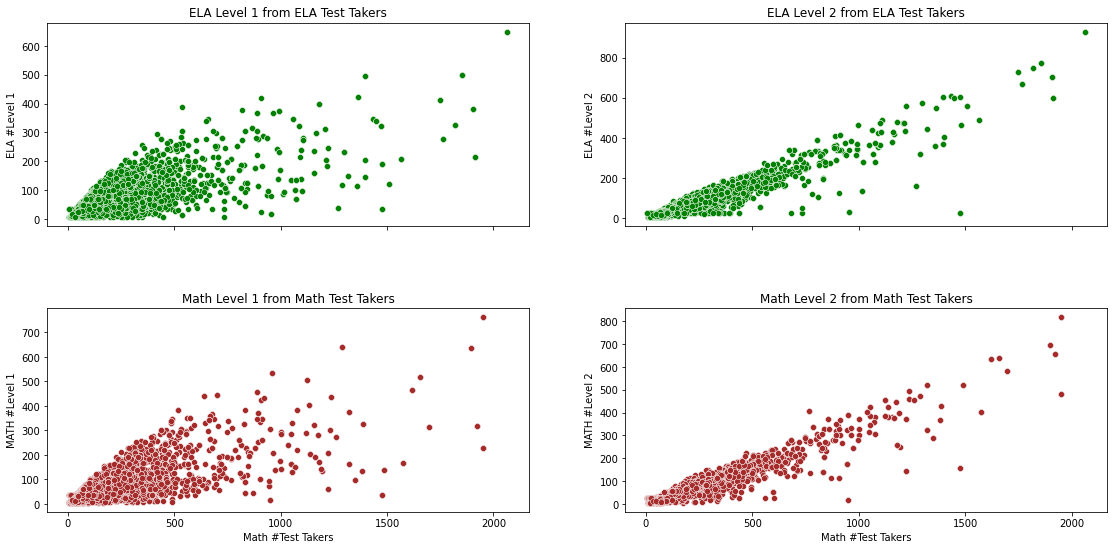 ELA Level 1 from ELA Test Takers
ELA Level 2 from ELA Test Takers
ELA #Level 1
600
500
400
300
200
100
0
ELA #Level 2
800
600
400
200
0
Math Level 1 from Math Test Takers
Math Level 2 from Math Test Takers
MATH #Level 1
700
600
500
400
300
200
100
0
0 500 1000 1500 2000
Math #Test Takers
MATH #Level 2
800
700
600
500
400
300
200
100
0
0 500 1000 1500 2000
Math #Test Takers